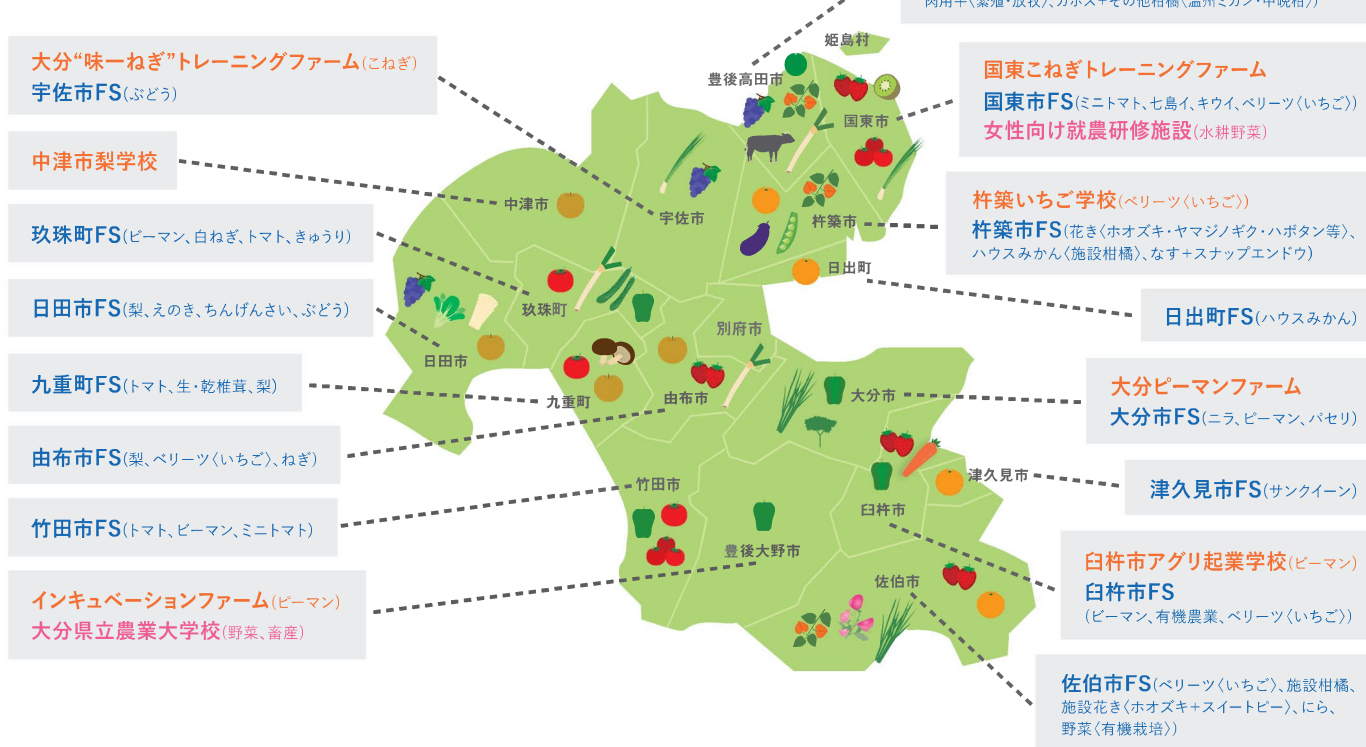 肉用牛〈繁殖・放牧〉、カボス+その他柑橘〈温州ミカン・中晩柑〉)
大分“味一ねぎ”トレーニングファーム(こねぎ)
宇佐市FS(ぶどう)
中津市梨学校
玖珠町FS(ピーマン、白ねぎ、トマト、きゅうり)
日田市FS(梨、えのき、ちんげんさい、ぶどう)
九重町FS(トマト、生・乾椎茸、梨)
由布市FS(梨、ベリーツ〈いちご〉、ねぎ)
竹田市FS(トマト、ピーマン、ミニトマト)
インキュベーションファーム(ピーマン)
大分県立農業大学校(野菜、畜産)
姫島村
豊後高田市
国東市
中津市
宇佐市
杵築市
日出町
玖珠町
別府市
日田市
九重町
由布市
大分市
津久見市
竹田市
臼杵市
豊後大野市
佐伯市
国東こねぎトレーニングファーム
国東市FS(ミニトマト、七島イ、キウイ、ベリーツ〈いちご〉)
女性向け就農研修施設(水耕野菜)
杵築いちご学校(ベリーツ〈いちご〉)
杵築市FS(花き〈ホオズキ・ヤマジノギク・ハボタン等〉、
ハウスみかん〈施設柑橘〉、なす+スナップエンドウ)
日出町FS(ハウスみかん)
大分ピーマンファーム
大分市FS(ニラ、ピーマン、パセリ)
津久見市FS(サンクイーン)
臼杵市アグリ起業学校(ピーマン)
臼杵市FS
(ピーマン、有機農業、ベリーツ〈いちご〉)
佐伯市FS(ベリーツ〈いちご〉、施設柑橘、
施設花き〈ホオズキ+スイートピー〉、にら、
野菜〈有機栽培〉)